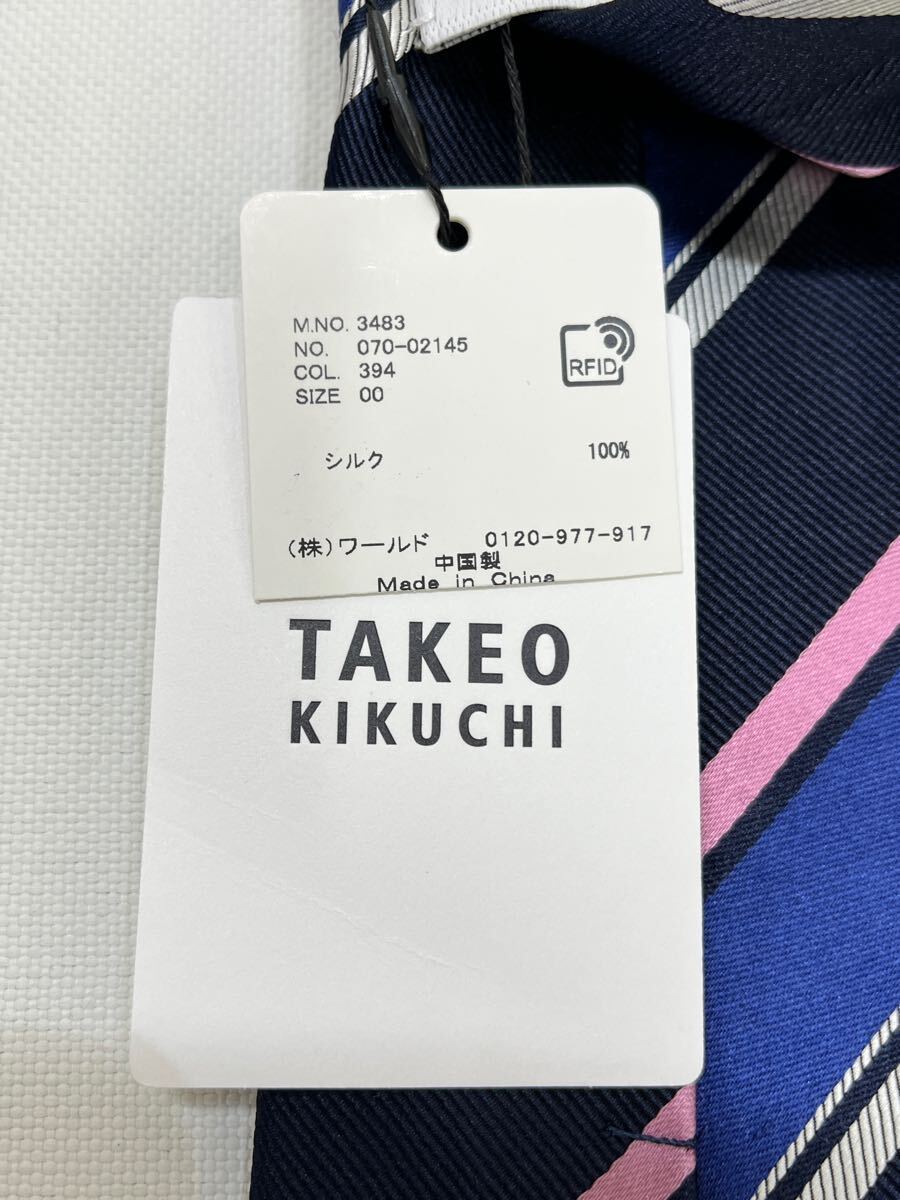 M.NO. 3483
NO. 070-02145
COL. 394
SIZE 00
RFID
シルク 100%
(株)ワールド 0120-977-917
中国製
Made in China
TAKEO
KIKUCHI